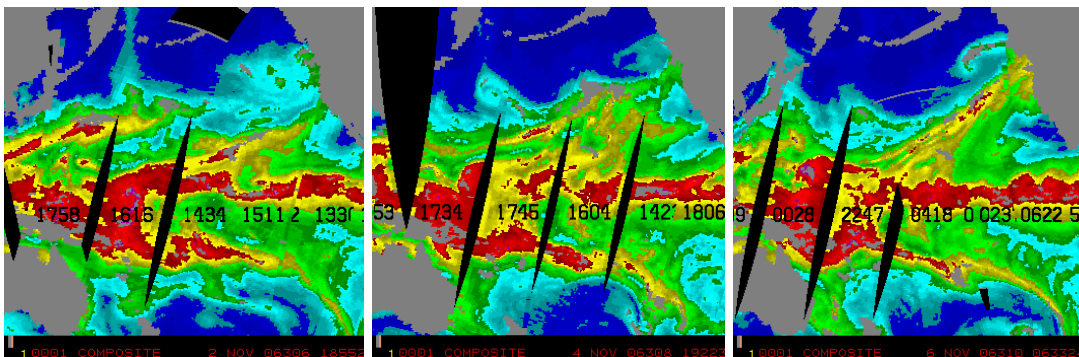 1758 1616 1434 1511 2 1330 1
53 1734 1745 1604 142 1806
9 0028 2247 0418 0 023 0622 5
1 0001 COMPOSITE 2 NOV 06306 18552
1 0001 COMPOSITE 4 NOV 06308 19223
1 0001 COMPOSITE 6 NOV 06310 06332